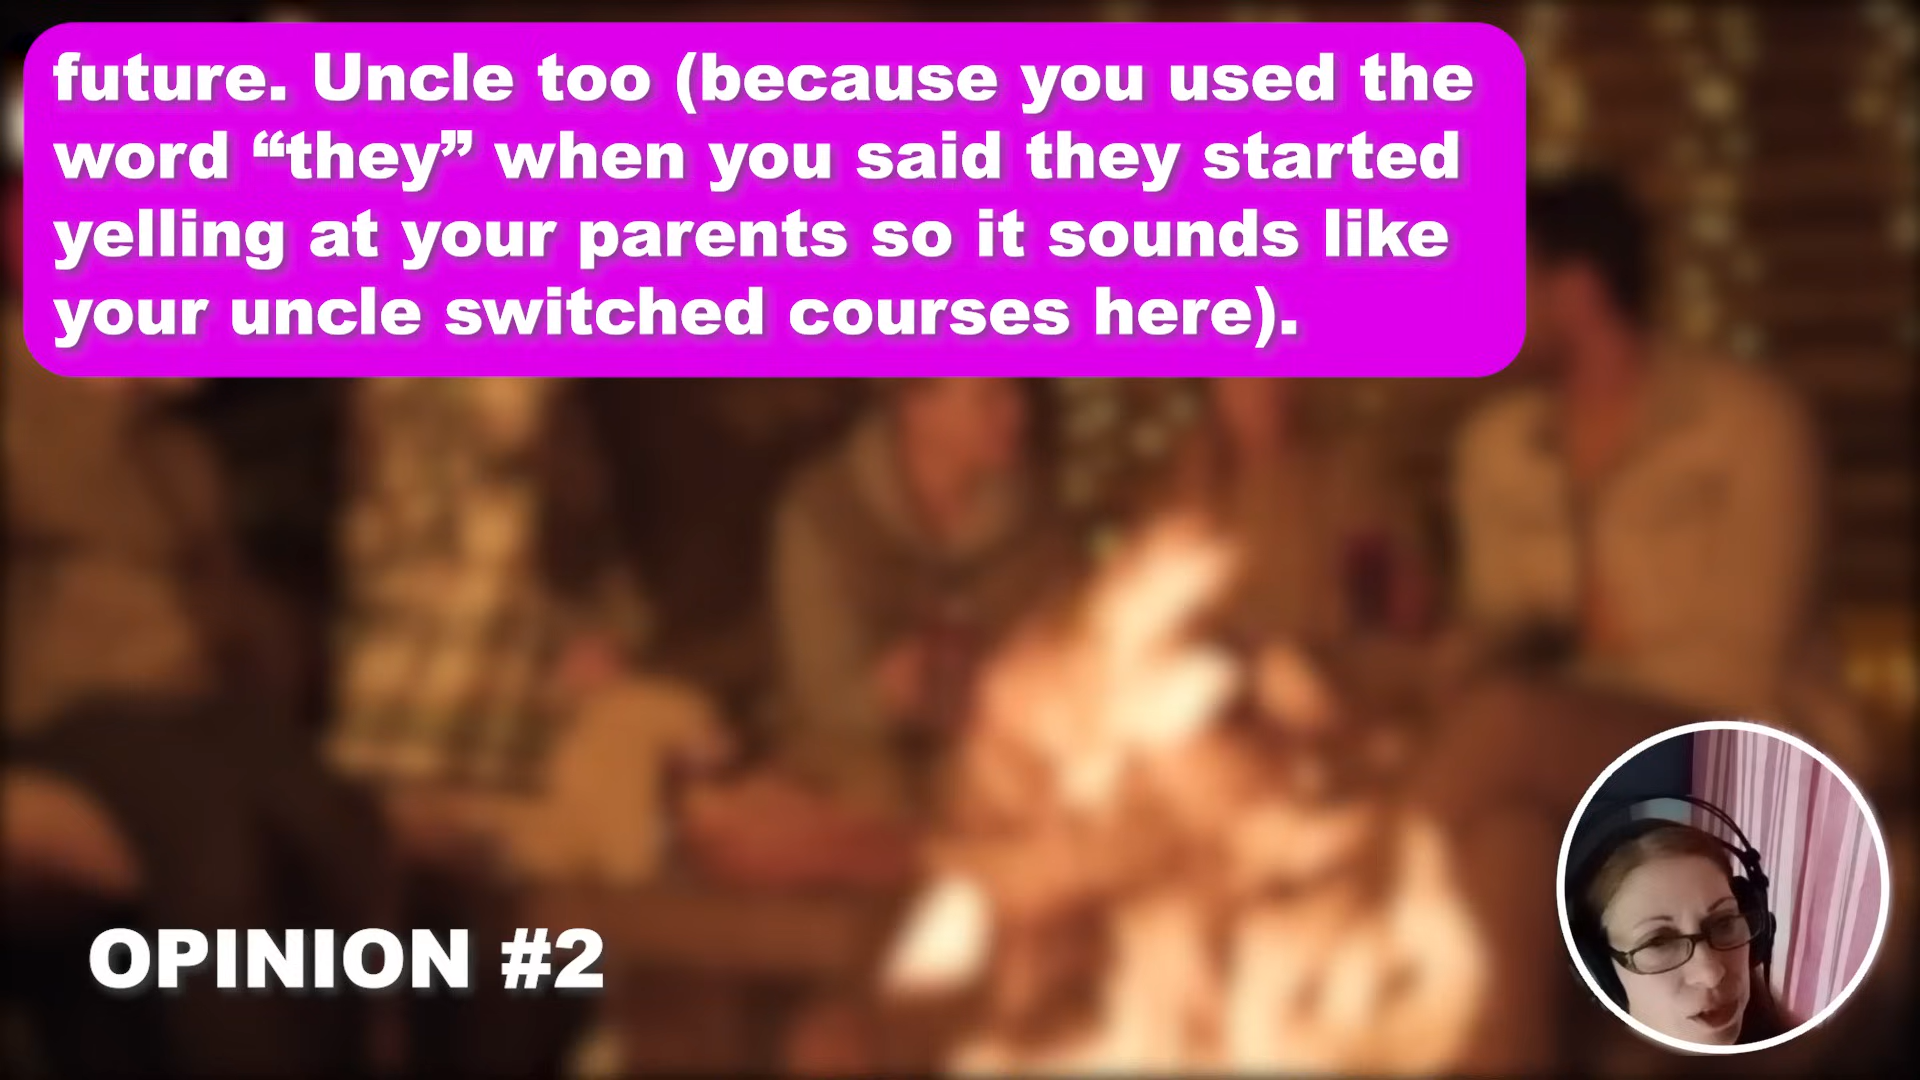 future. Uncle too (because you used the
word “they” when you said they started
yelling at your parents so it sounds like
your uncle switched courses here).
OPINION #2